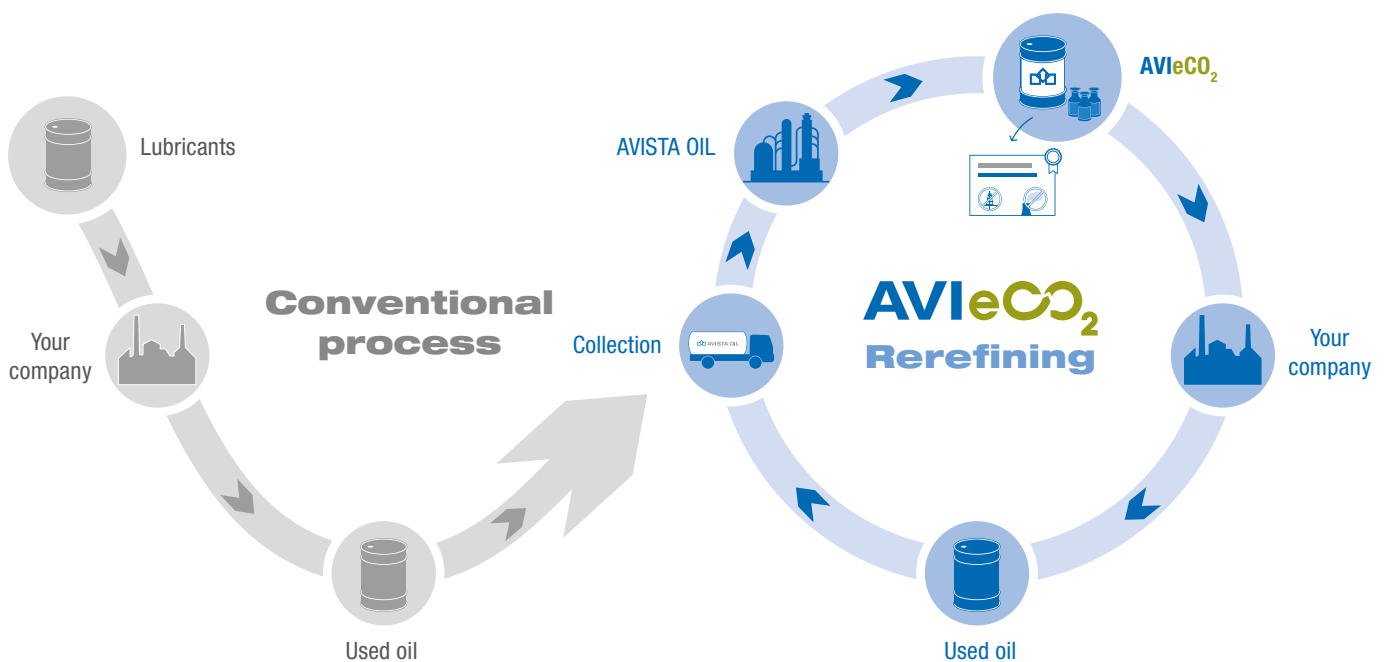 Lubricants
Your
company
Conventional
process
Used oil
AVIeCO₂
AVISTA OIL
Collection
AVISTA OIL
AVIeCO₂
Rerefining
Your
company
Used oil